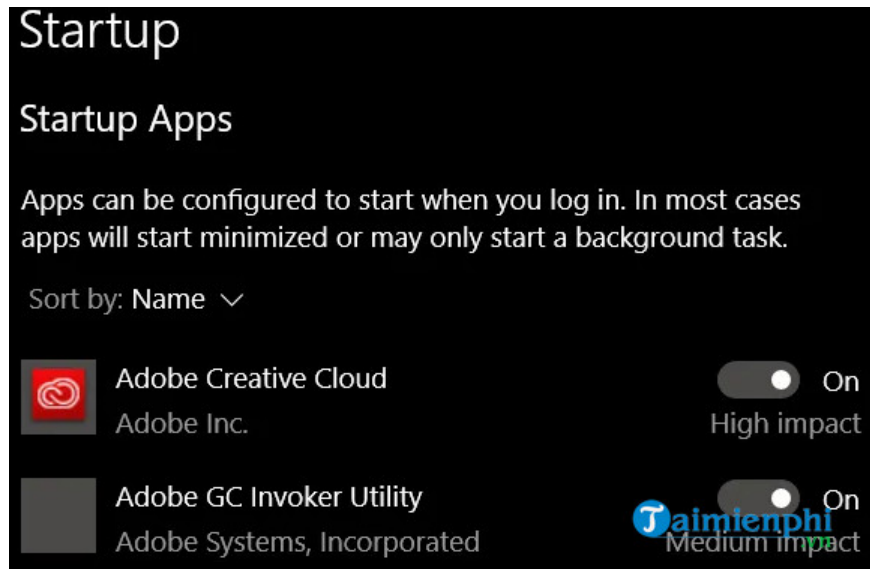 Startup
Startup Apps
Apps can be configured to start when you log in. In most cases
apps will start minimized or may only start a background task.
Sort by: Name
Adobe Creative Cloud
On
Adobe Inc.
High impact
Adobe GC Invoker Utility
On
Adobe Systems, Incorporated
Medium impact
Taimienphi
.vn